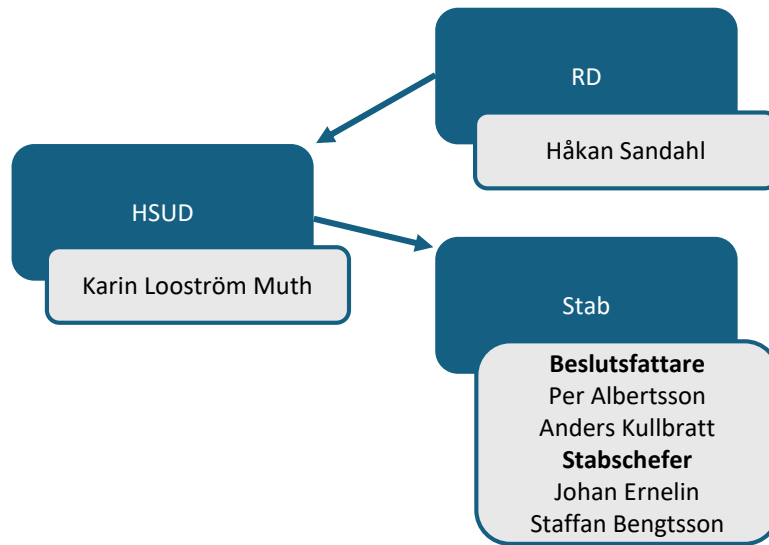 RD
Håkan Sandahl
HSUD
Karin Looström Muth
Stab
Beslutsfattare
Per Albertsson
Anders Kullbratt
Stabschefer
Johan Ernelin
Staffan Bengtsson